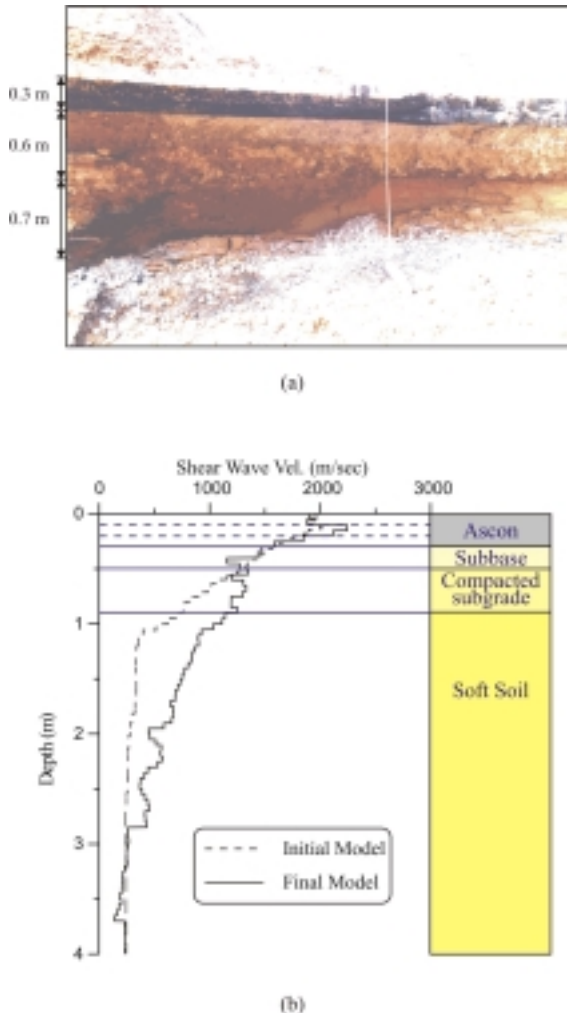 0.3 m
0.6 m
0.7 m
(a)
Shear Wave Vel. (m/sec)
0 1000 2000 3000
0
1
2
3
4
Depth (m)
Ascon
Subbase
Compacted
subgrade
Soft Soil
Initial Model
Final Model
(b)